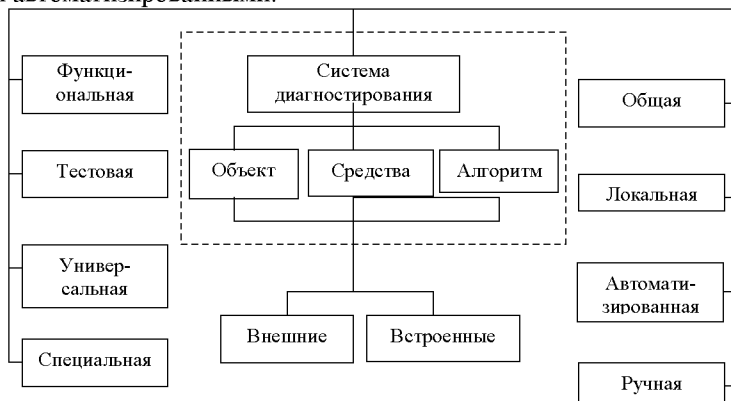 автоматизированными.
Функци-
ональная
Система
диагностирования
Общая
Тестовая
Объект
Средства
Алгоритм
Локальная
Универ-
сальная
Автомати-
зированная
Внешние
Встроенные
Специальная
Ручная